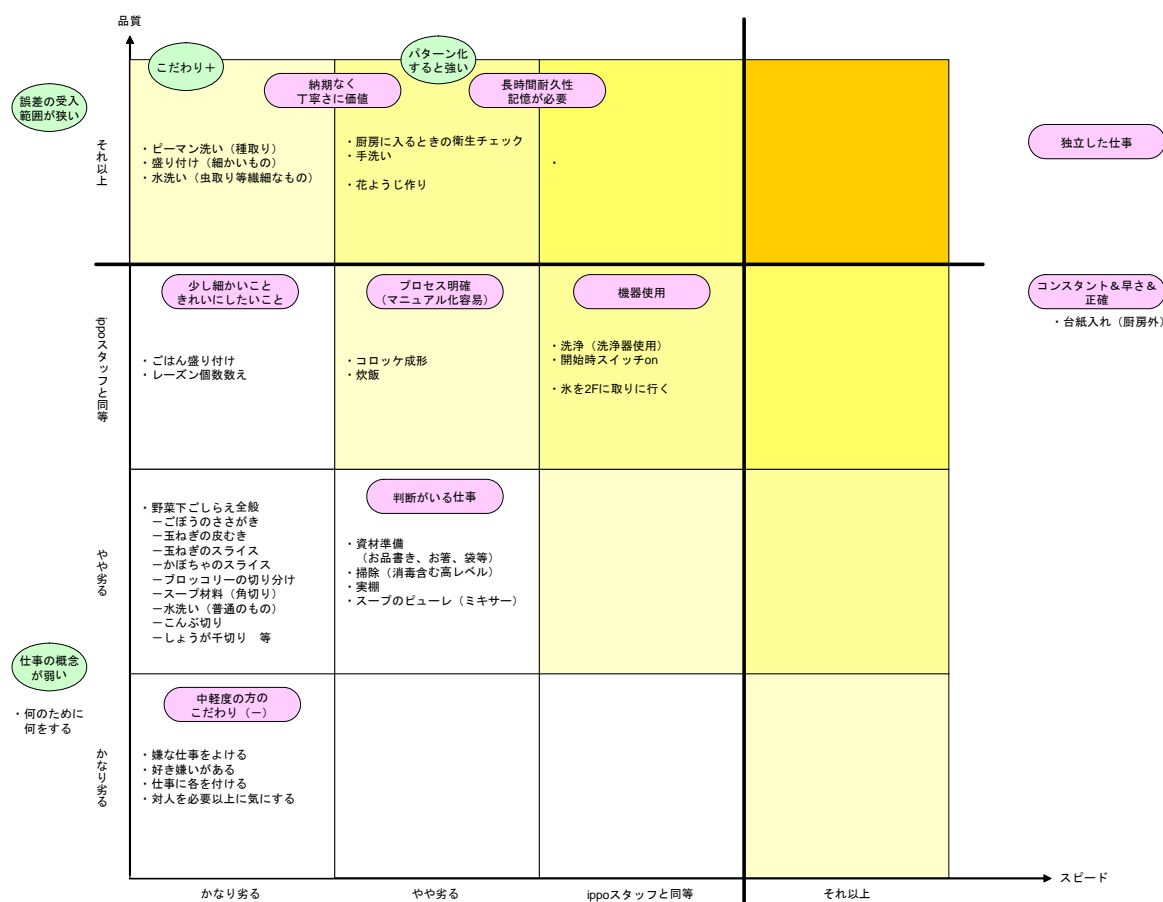 品質
こだわり＋
パターン化
すると強い
納期なく
丁寧さに価値
長時間耐久性
記憶が必要
誤差の受入
範囲が狭い
独立した仕事
それ以上
・ピーマン洗い（種取り）
・盛り付け（細かいもの）
・水洗い（虫取り等繊細なもの）
・厨房に入るときの衛生チェック
・手洗い
・花ようじ作り
・
少し細かいこと
きれいにしたいこと
プロセス明確
（マニュアル化容易）
機器使用
コンスタント＆早さ＆
正確
・台紙入れ（厨房外）
ippoスタッフと同等
・ごはん盛り付け
・レーズン個数数え
・コロッケ成形
・炊飯
・洗浄（洗浄器使用）
・開始時スイッチon
・氷を2Fに取りに行く
やや劣る
・野菜下ごしらえ全般
－ごぼうのささがき
－玉ねぎの皮むき
－玉ねぎのスライス
－かぼちゃのスライス
－ブロッコリーの切り分け
－スープ材料（角切り）
－水洗い（普通のもの）
－こんぶ切り
－しょうが千切り　等
判断がいる仕事
・資材準備
（お品書き、お箸、袋等）
・掃除（消毒含む高レベル）
・実棚
・スープのピューレ（ミキサー）
仕事の概念
が弱い
・何のために
何をする
中軽度の方の
こだわり（－）
かなり劣る
・嫌な仕事をよける
・好き嫌いがある
・仕事に各を付ける
・対人を必要以上に気にする
スピード
かなり劣る
やや劣る
ippoスタッフと同等
それ以上